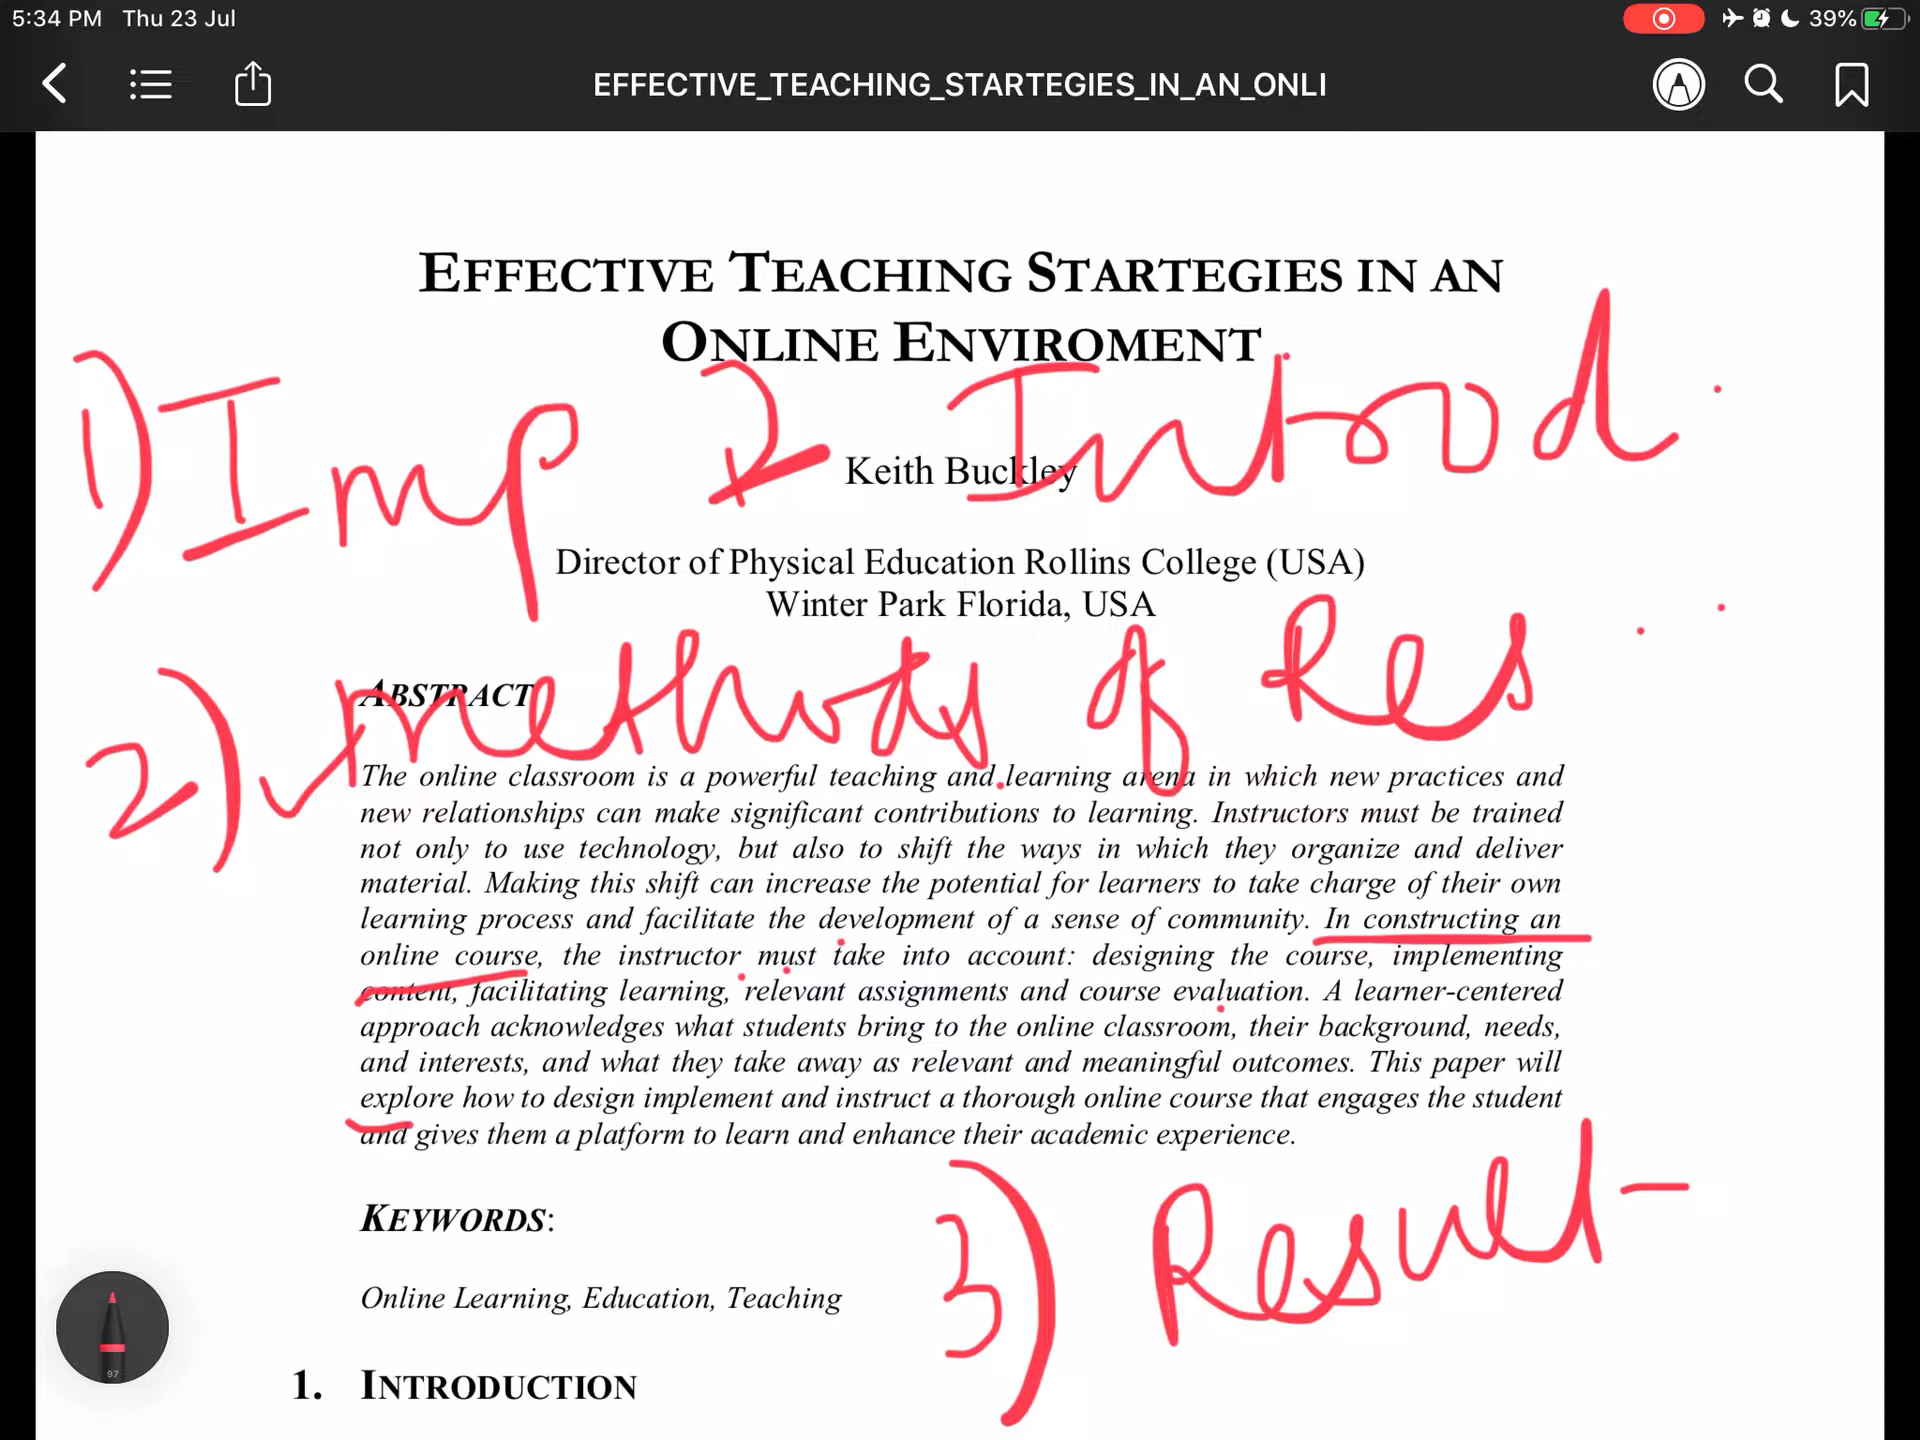 5:34 PM Thu 23 Jul
39%
EFFECTIVE_TEACHING_STARTEGIES_IN_AN_ONLI
EFFECTIVE TEACHING STARTEGIES IN AN
ONLINE ENVIROMENT
1) Imp 2 Introd
Keith Buckley
Director of Physical Education Rollins College (USA)
Winter Park Florida, USA
2) methods of Res
ABSTRACT
The online classroom is a powerful teaching and learning arena in which new practices and
new relationships can make significant contributions to learning. Instructors must be trained
not only to use technology, but also to shift the ways in which they organize and deliver
material. Making this shift can increase the potential for learners to take charge of their own
learning process and facilitate the development of a sense of community. In constructing an
online course, the instructor must take into account: designing the course, implementing
content, facilitating learning, relevant assignments and course evaluation. A learner-centered
approach acknowledges what students bring to the online classroom, their background, needs,
and interests, and what they take away as relevant and meaningful outcomes. This paper will
explore how to design implement and instruct a thorough online course that engages the student
and gives them a platform to learn and enhance their academic experience.
3) Result-
KEYWORDS:
Online Learning, Education, Teaching
97
1. INTRODUCTION